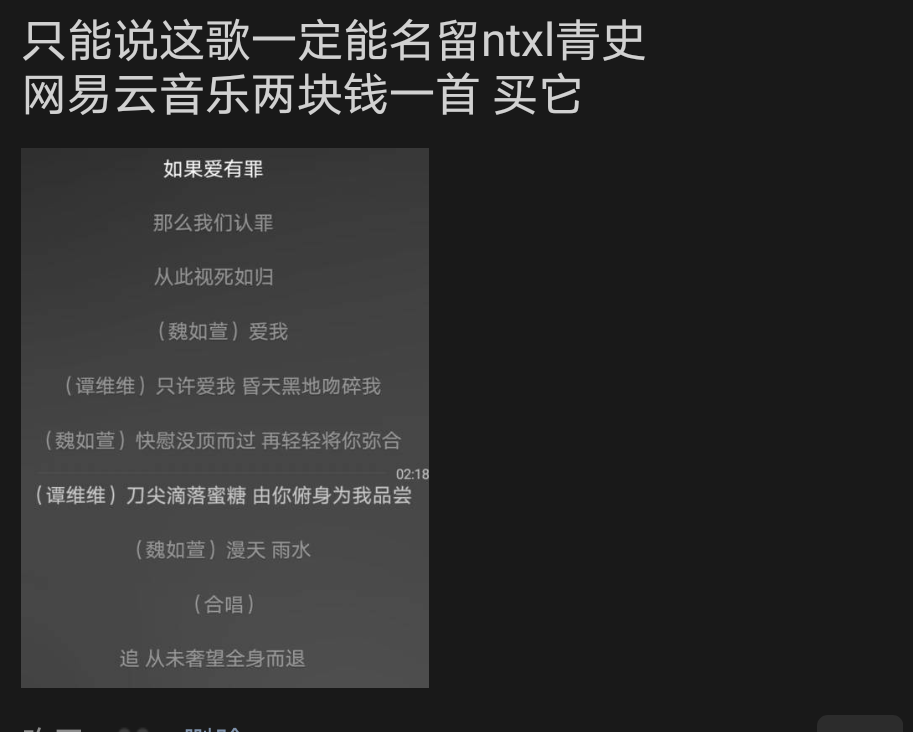 只能说这歌一定能名留ntxl青史
网易云音乐两块钱一首 买它
如果爱有罪
那么我们认罪
从此视死如归
（魏如萱）爱我
（谭维维）只许爱我 昏天黑地吻碎我
（魏如萱）快慰没顶而过 再轻轻将你弥合
02:18
（谭维维）刀尖滴落蜜糖 由你俯身为我品尝
（魏如萱）漫天 雨水
（合唱）
追 从未奢望全身而退